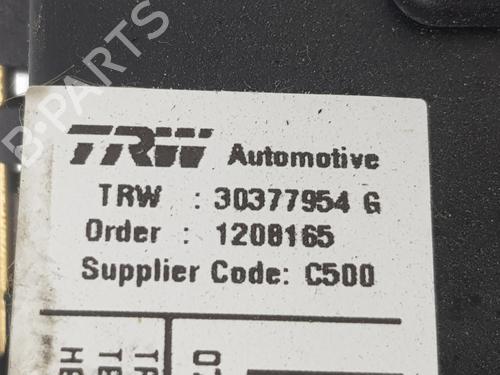 TRW Automotive
TRW : 30377954 G
Order : 1208165
Supplier Code: C500
B-PARTS